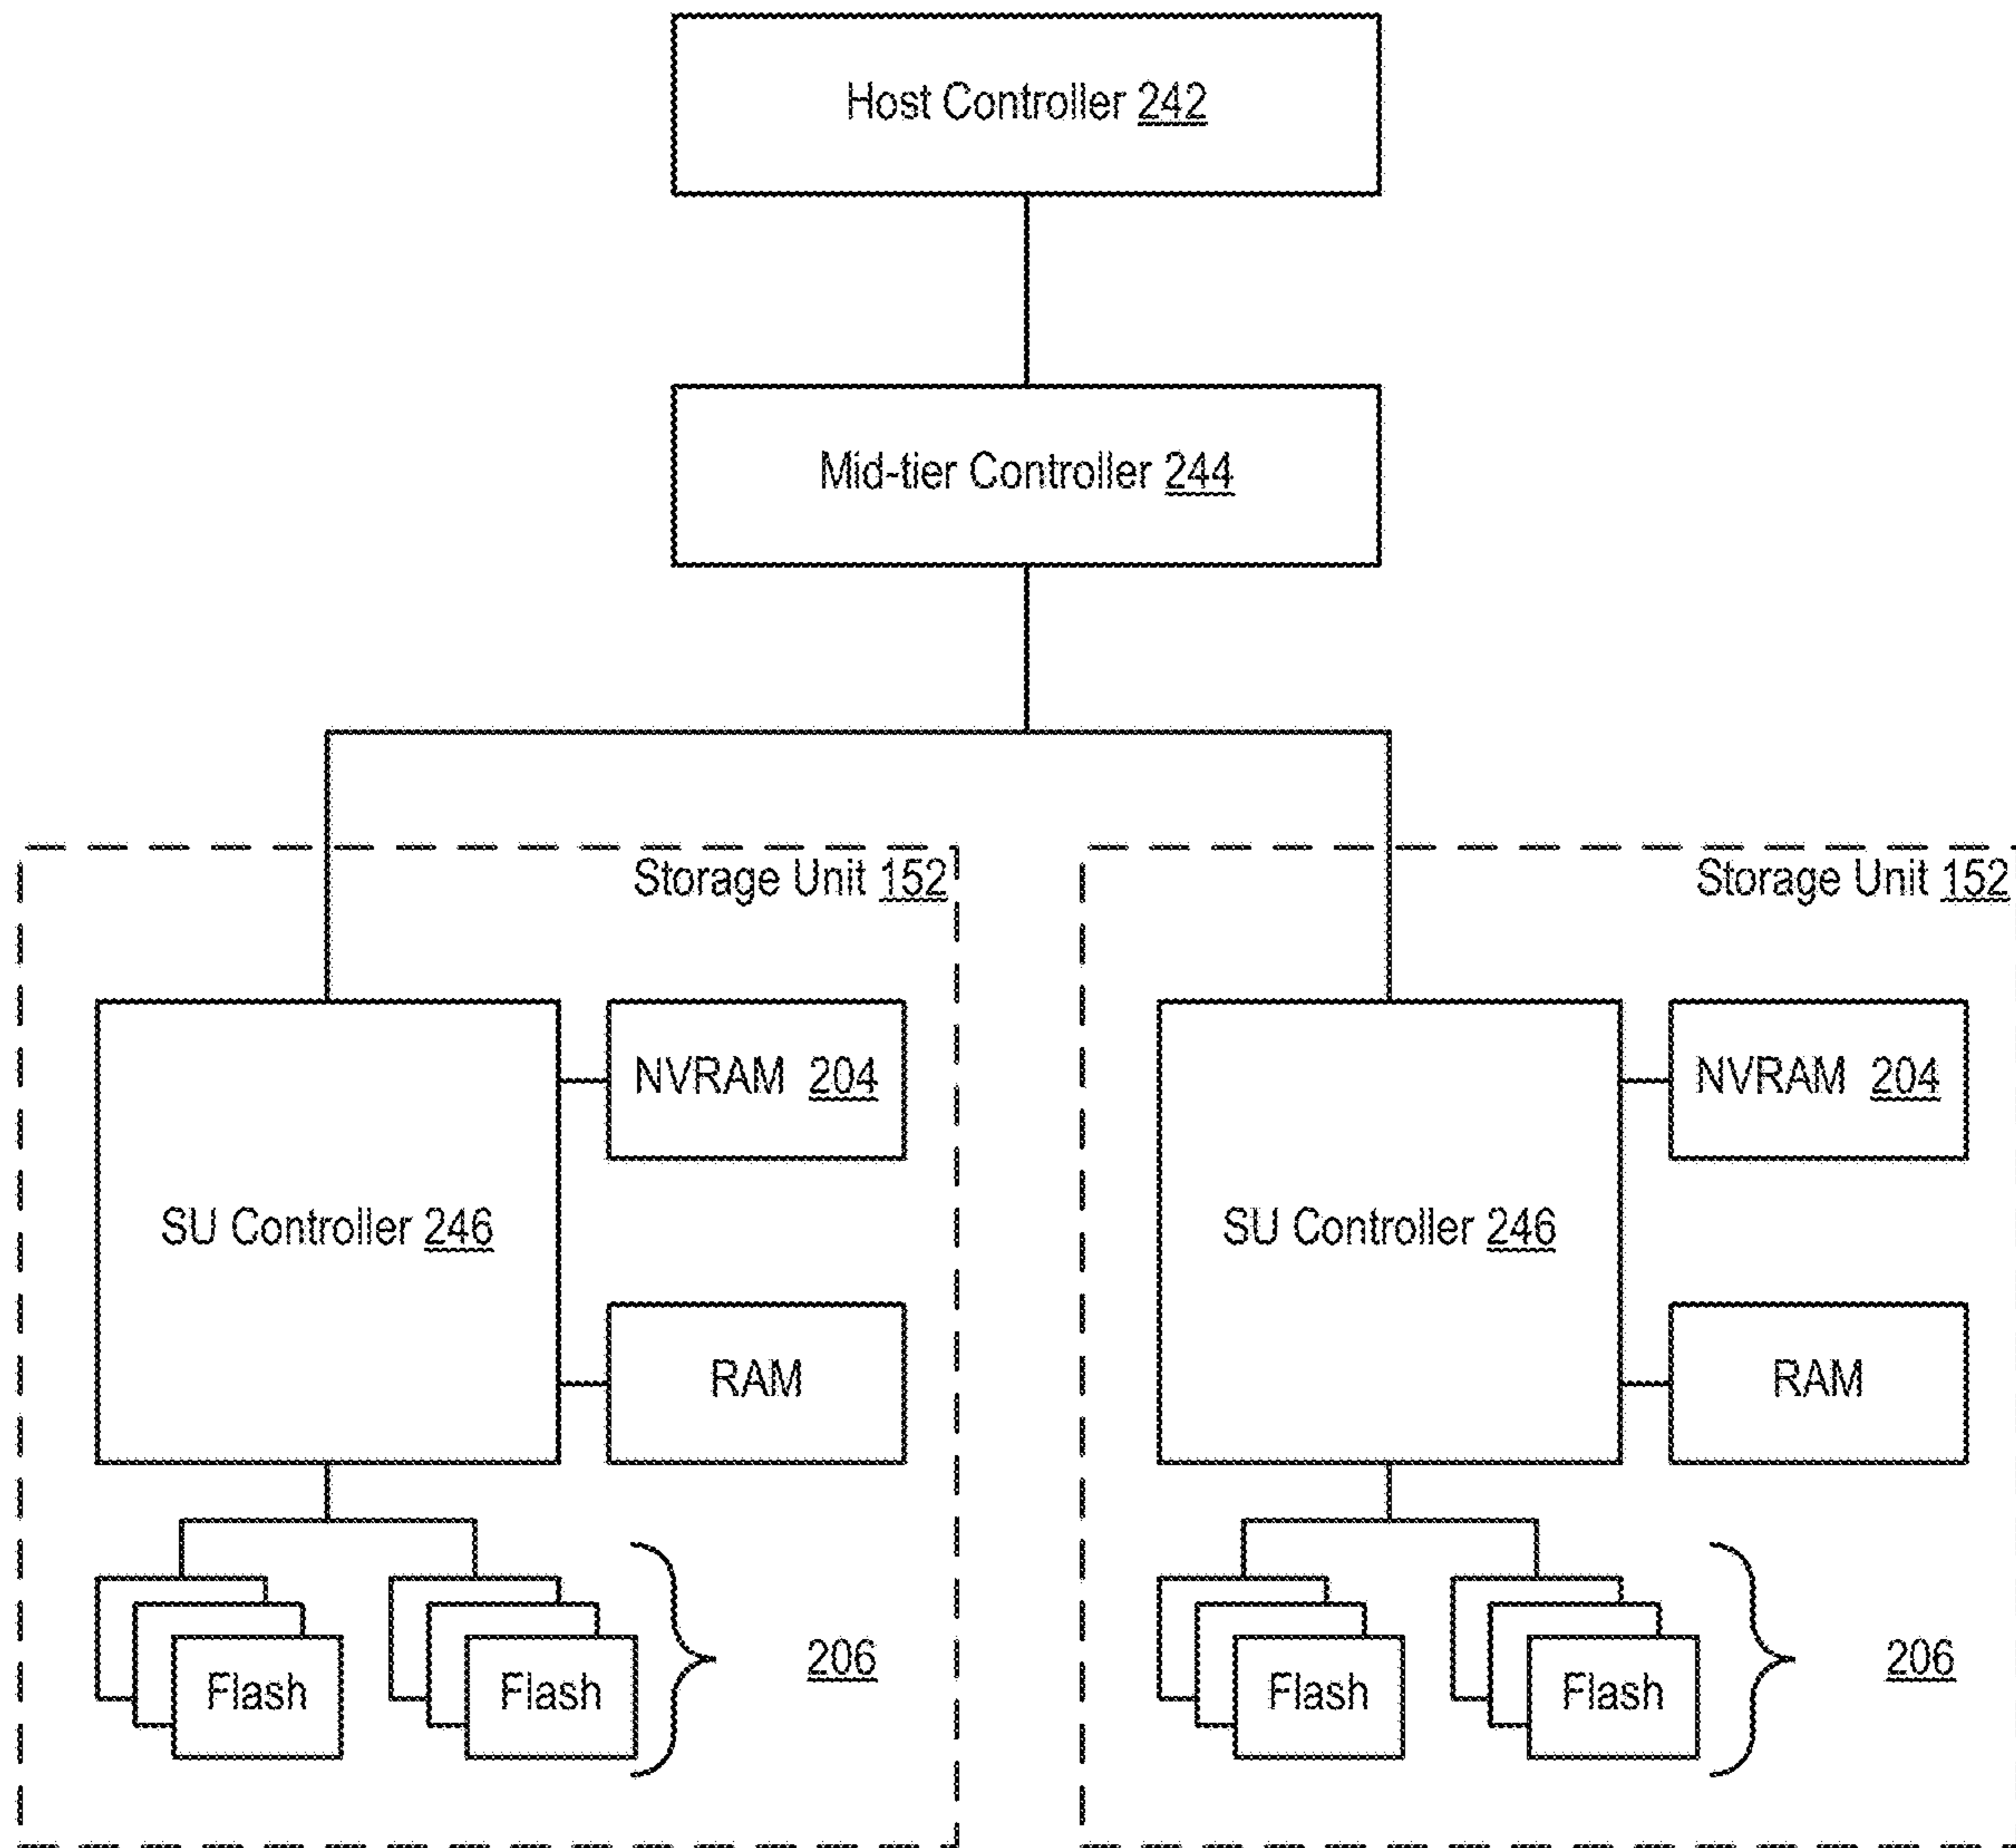 Host Controller 242
Mid-tier Controller 244
Storage Unit 152
Storage Unit 152
NVRAM 204
NVRAM 204
SU Controller 246
SU Controller 246
RAM
RAM
206
206
Flash
Flash
Flash
Flash